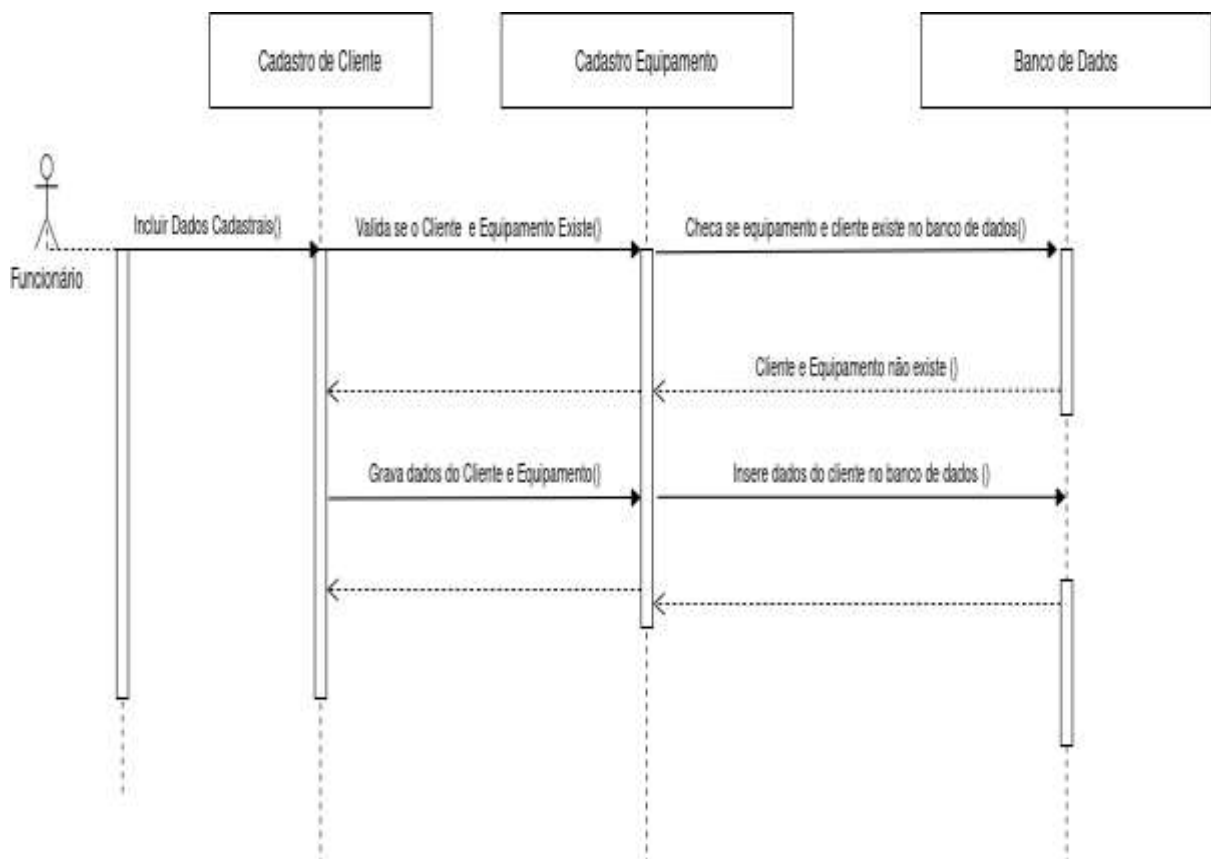 Cadastro de Cliente
Cadastro Equipamento
Banco de Dados
Incluir Dados Cadastrais()
Valida se o Cliente e Equipamento Existe()
Checa se equipamento e cliente existe no banco de dados()
Funcionário
Cliente e Equipamento não existe ()
Grava dados do Cliente e Equipamento()
Insere dados do cliente no banco de dados ()